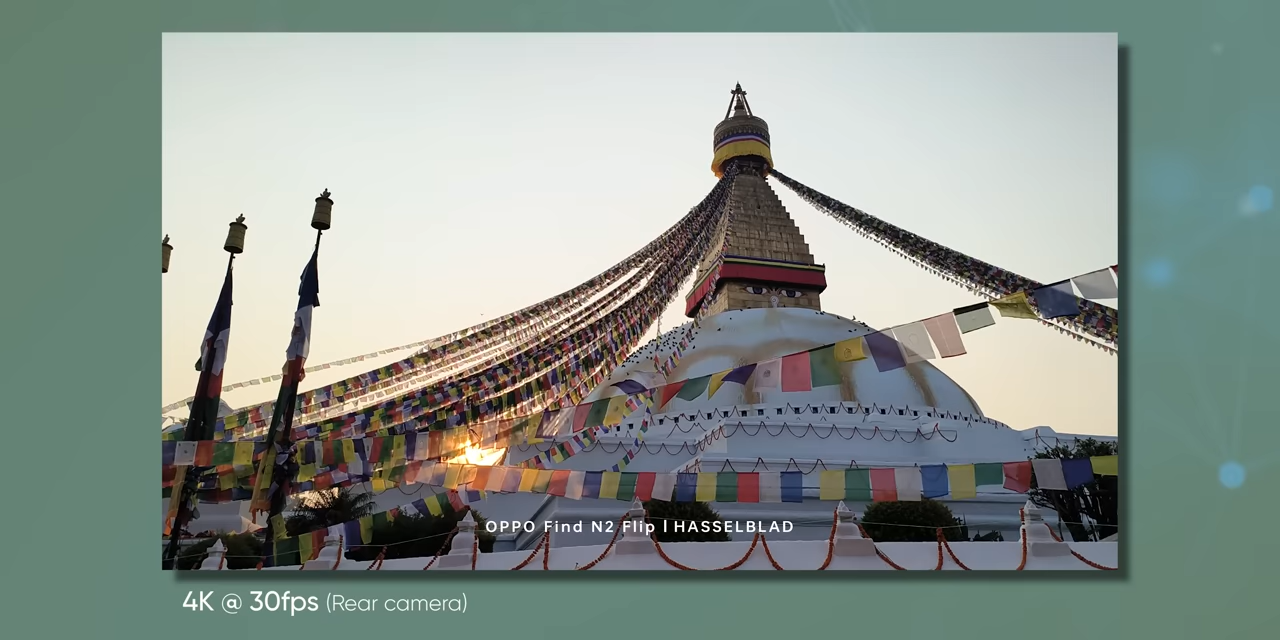 OPPO Find N2 Flip | HASSELBLAD
4K @ 30fps (Rear camera)